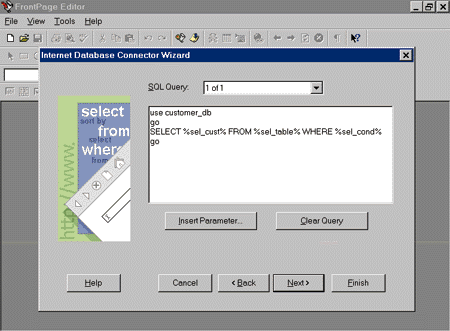 FrontPage Editor
File View Tools Help
Internet Database Connector Wizard
SQL Query: 1 of 1
use customer_db
go
SELECT %sel_cust% FROM %sel_table% WHERE %sel_cond%
go
select
sort by
select
from
from
where
select
http://www.
Insert Parameter... Clear Query
Help Cancel < Back Next > Finish